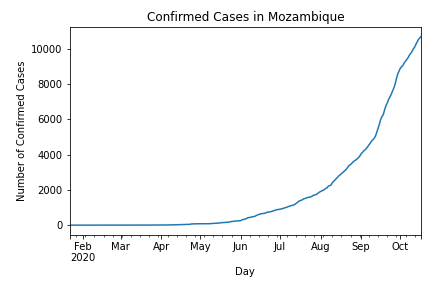 Confirmed Cases in Mozambique
Number of Confirmed Cases
10000
8000
6000
4000
2000
0
Feb Mar Apr May Jun Jul Aug Sep Oct
2020
Day